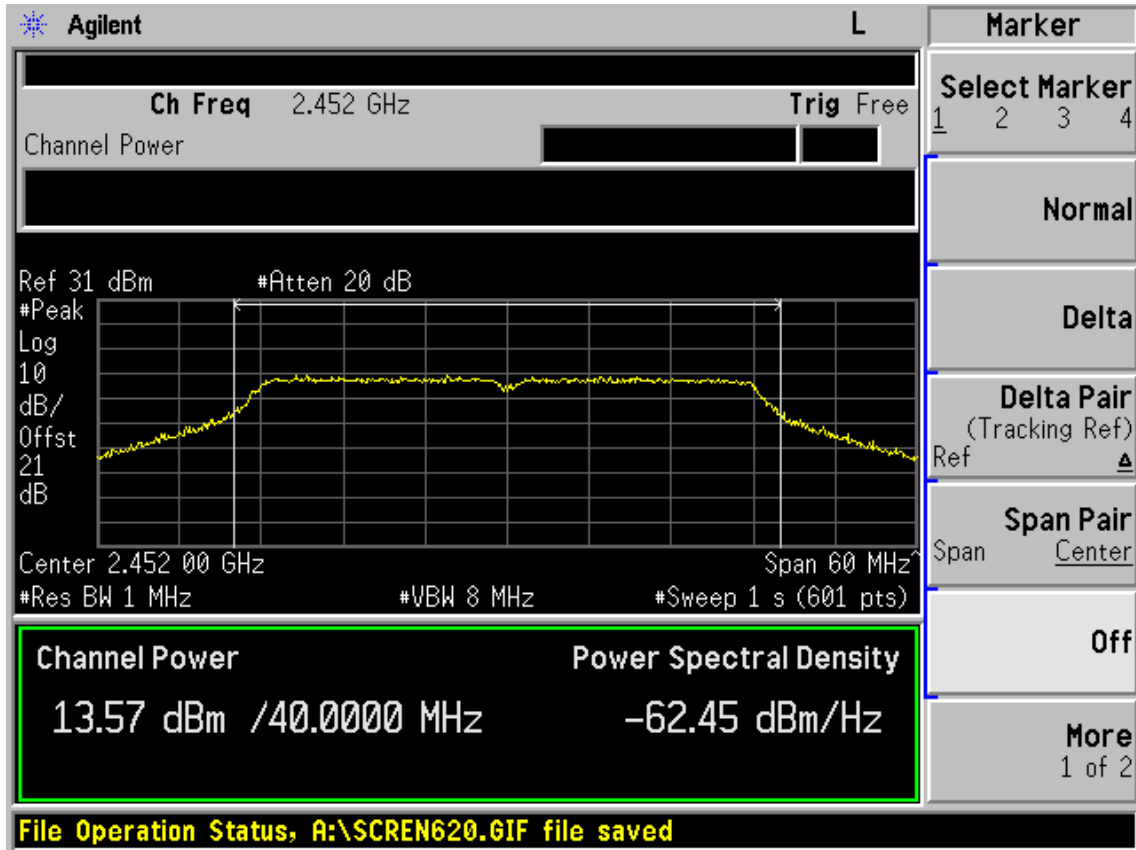 Agilent L
Ch Freq 2.452 GHz Trig Free
Channel Power
Ref 31 dBm #Atten 20 dB
#Peak
Log
10
dB/
Offst
21
dB
Center 2.452 00 GHz Span 60 MHz^
#Res BW 1 MHz #VBW 8 MHz #Sweep 1 s (601 pts)
Channel Power Power Spectral Density
13.57 dBm /40.0000 MHz -62.45 dBm/Hz
File Operation Status, A:\SCREN620.GIF file saved
Marker
Select Marker
1 2 3 4
Normal
Delta
Delta Pair
(Tracking Ref)
Ref Δ
Span Pair
Span Center
Off
More
1 of 2